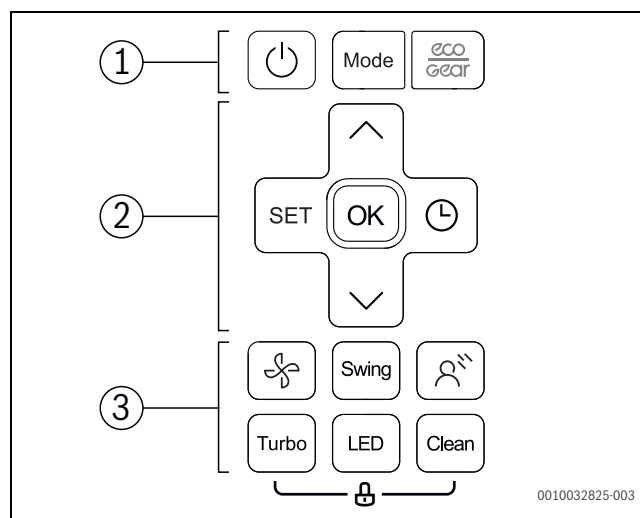 1
Mode
eco
Gear
2
SET
OK
3
Swing
Turbo
LED
Clean
0010032825-003